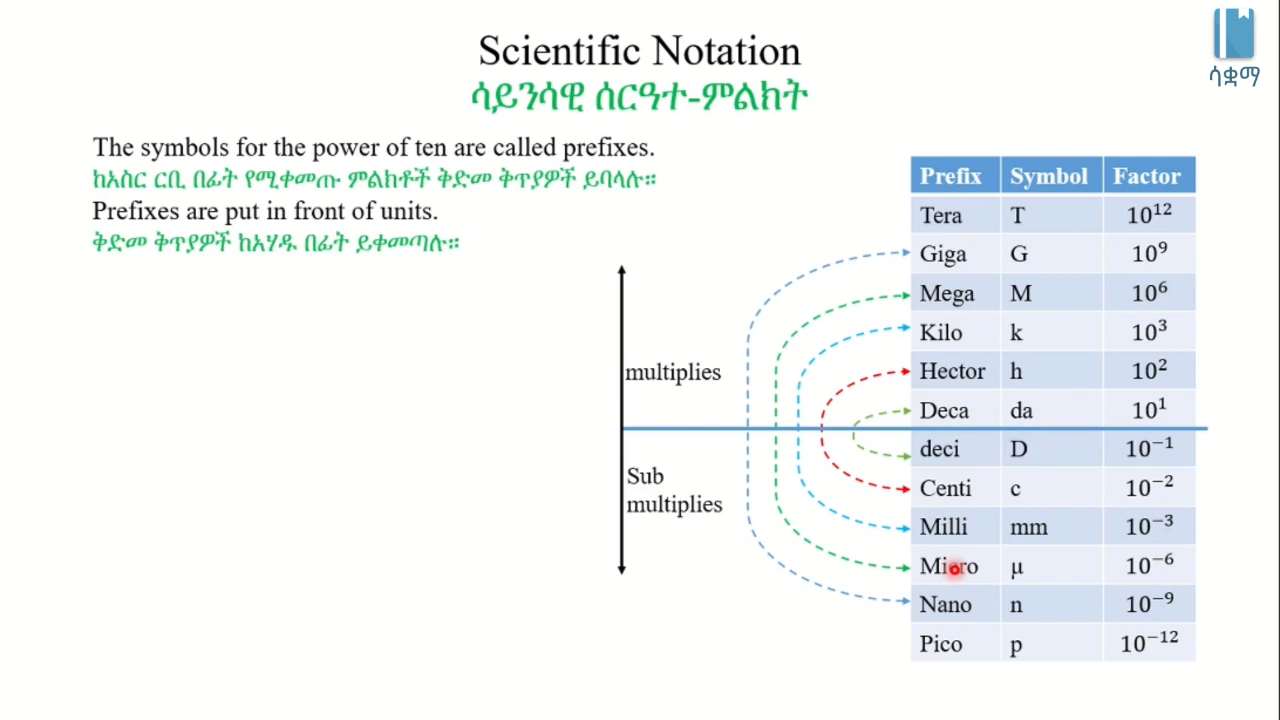 Scientific Notation
ሳይንሳዊ ሰርዓተ-ምልክት
ሳቋማ
The symbols for the power of ten are called prefixes.
ከአስር ርቢ በፊት የሚቀመጡ ምልክቶች ቅድመ ቅጥያዎች ይባላሉ።
Prefixes are put in front of units.
ቅድመ ቅጥያዎች ከአሃዱ በፊት ይቀመጣሉ።
multiplies
Sub
multiplies
Prefix Symbol Factor
Tera T 10¹²
Giga G 10⁹
Mega M 10⁶
Kilo k 10³
Hector h 10²
Deca da 10¹
deci D 10⁻¹
Centi c 10⁻²
Milli mm 10⁻³
Micro μ 10⁻⁶
Nano n 10⁻⁹
Pico p 10⁻¹²